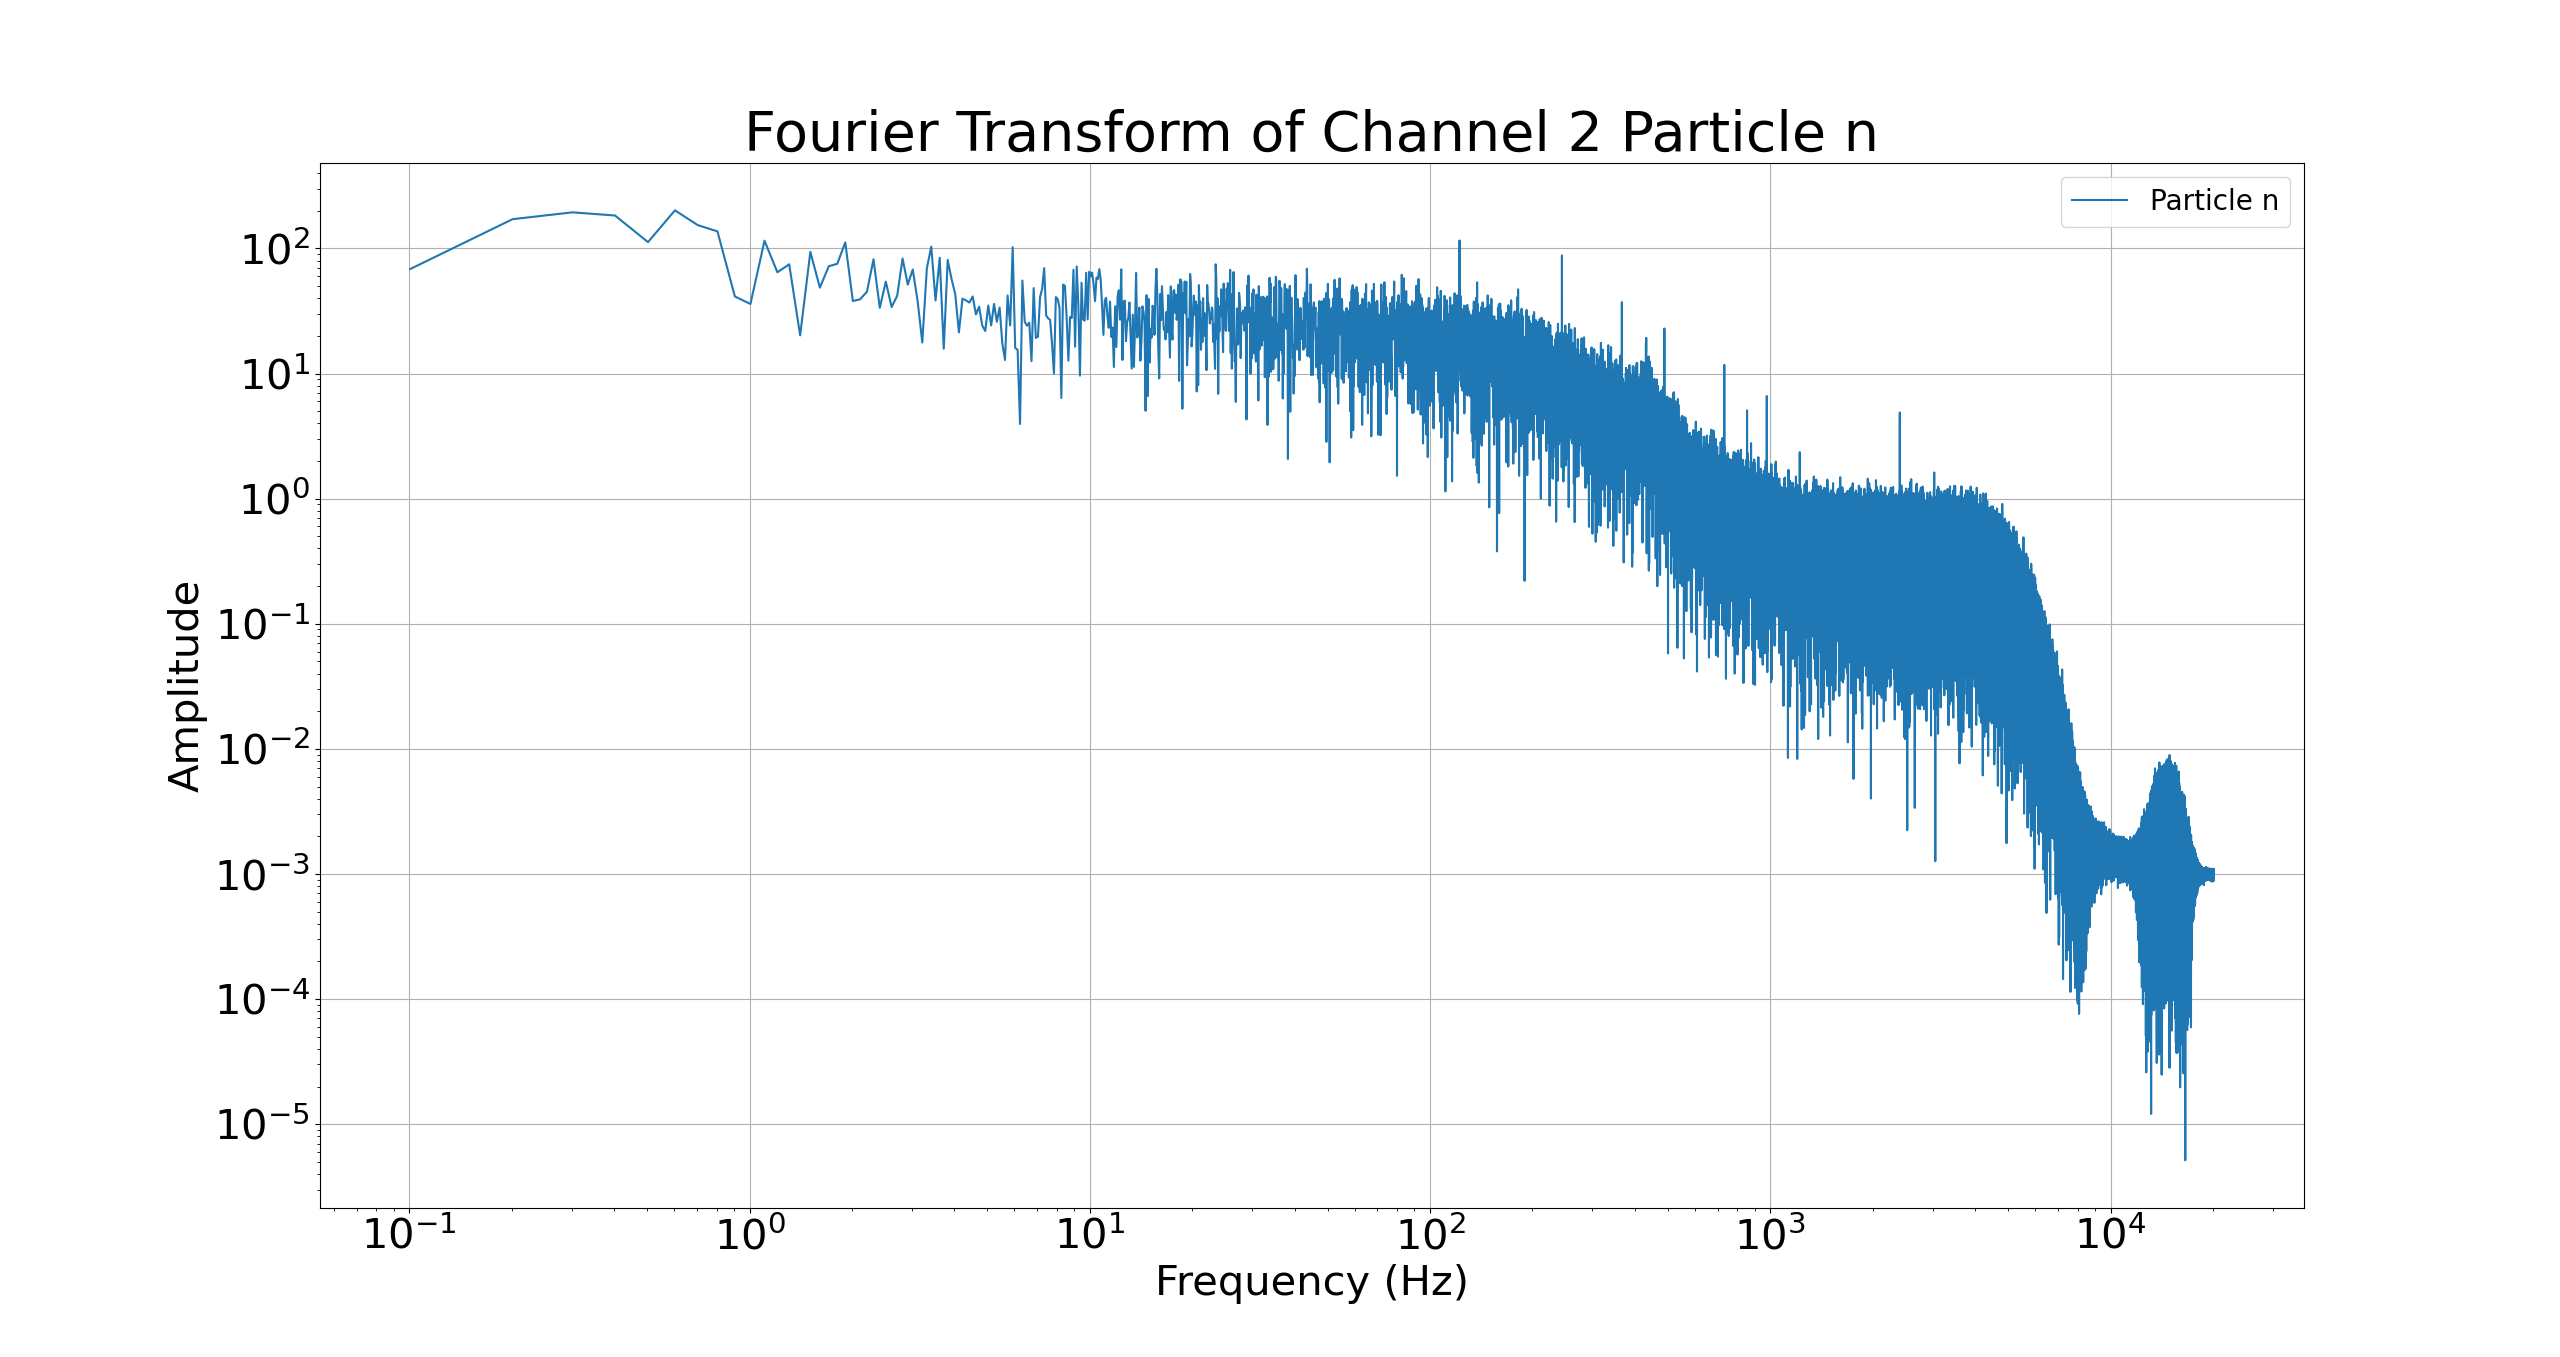 Fourier Transform of Channel 2 Particle n
Particle n
10²
10¹
10⁰
10⁻¹
10⁻²
10⁻³
10⁻⁴
10⁻⁵
Amplitude
10⁻¹ 10⁰ 10¹ 10² 10³ 10⁴
Frequency (Hz)